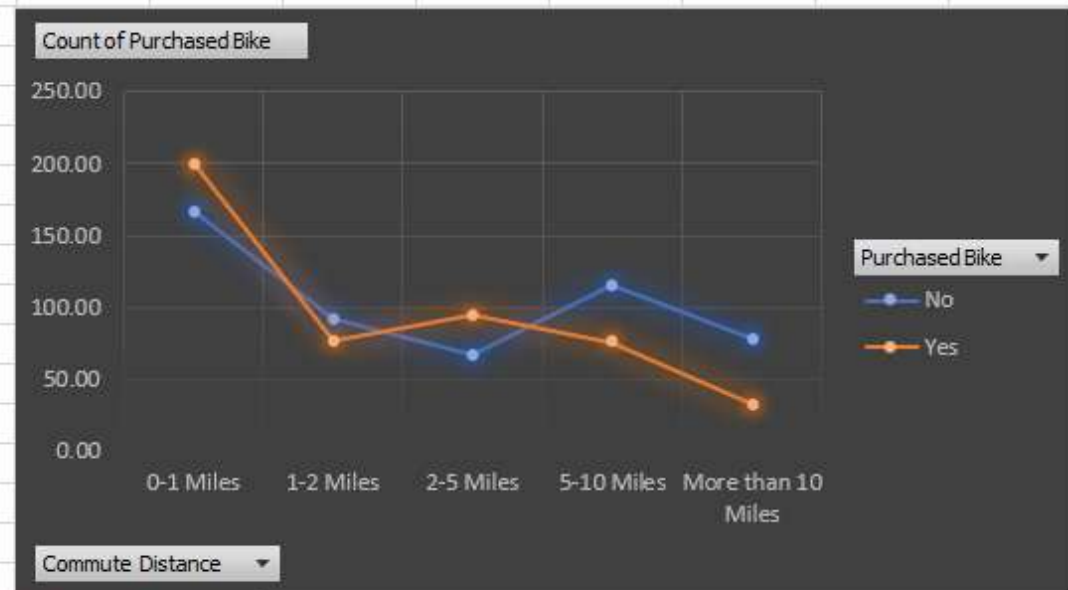 Count of Purchased Bike
250.00
200.00
150.00
100.00
50.00
0.00
0-1 Miles
1-2 Miles
2-5 Miles
5-10 Miles
More than 10
Miles
Purchased Bike
No
Yes
Commute Distance